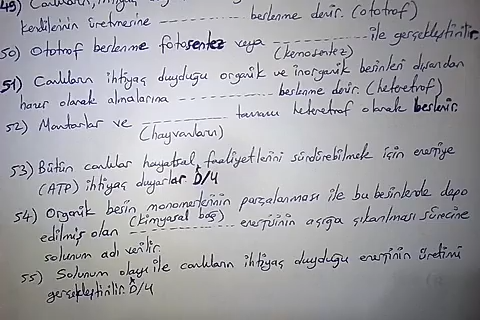 49) Canlıların, ihtiyaç
kendilerinin üretmesine ------------ beslenme denir. (ototrof)
50) Ototrof beslenme fotosentez veya ------------ ile gerçekleştirilir.
(kemosentez)
51) Canlıların ihtiyaç duyduğu organik ve inorganik besinleri dışarıdan
hazır olarak almalarına ------------ beslenme denir. (heterotrof)
52) Mantarlar ve ------------ tamamı heterotrof olarak beslenir.
(hayvanların)
53) Bütün canlılar hayatsal faaliyetlerini sürdürebilmek için enerjiye
(ATP) ihtiyaç duyarlar D/Y
54) Organik besin monomerlerinin parçalanması ile bu besinlerde depo
edilmiş olan (kimyasal bağ) ------------ enerjisinin açığa çıkarılması sürecine
solunum adı verilir.
55) Solunum olayı ile canlıların ihtiyaç duyduğu enerjinin üretimi
gerçekleştirilir. D/Y